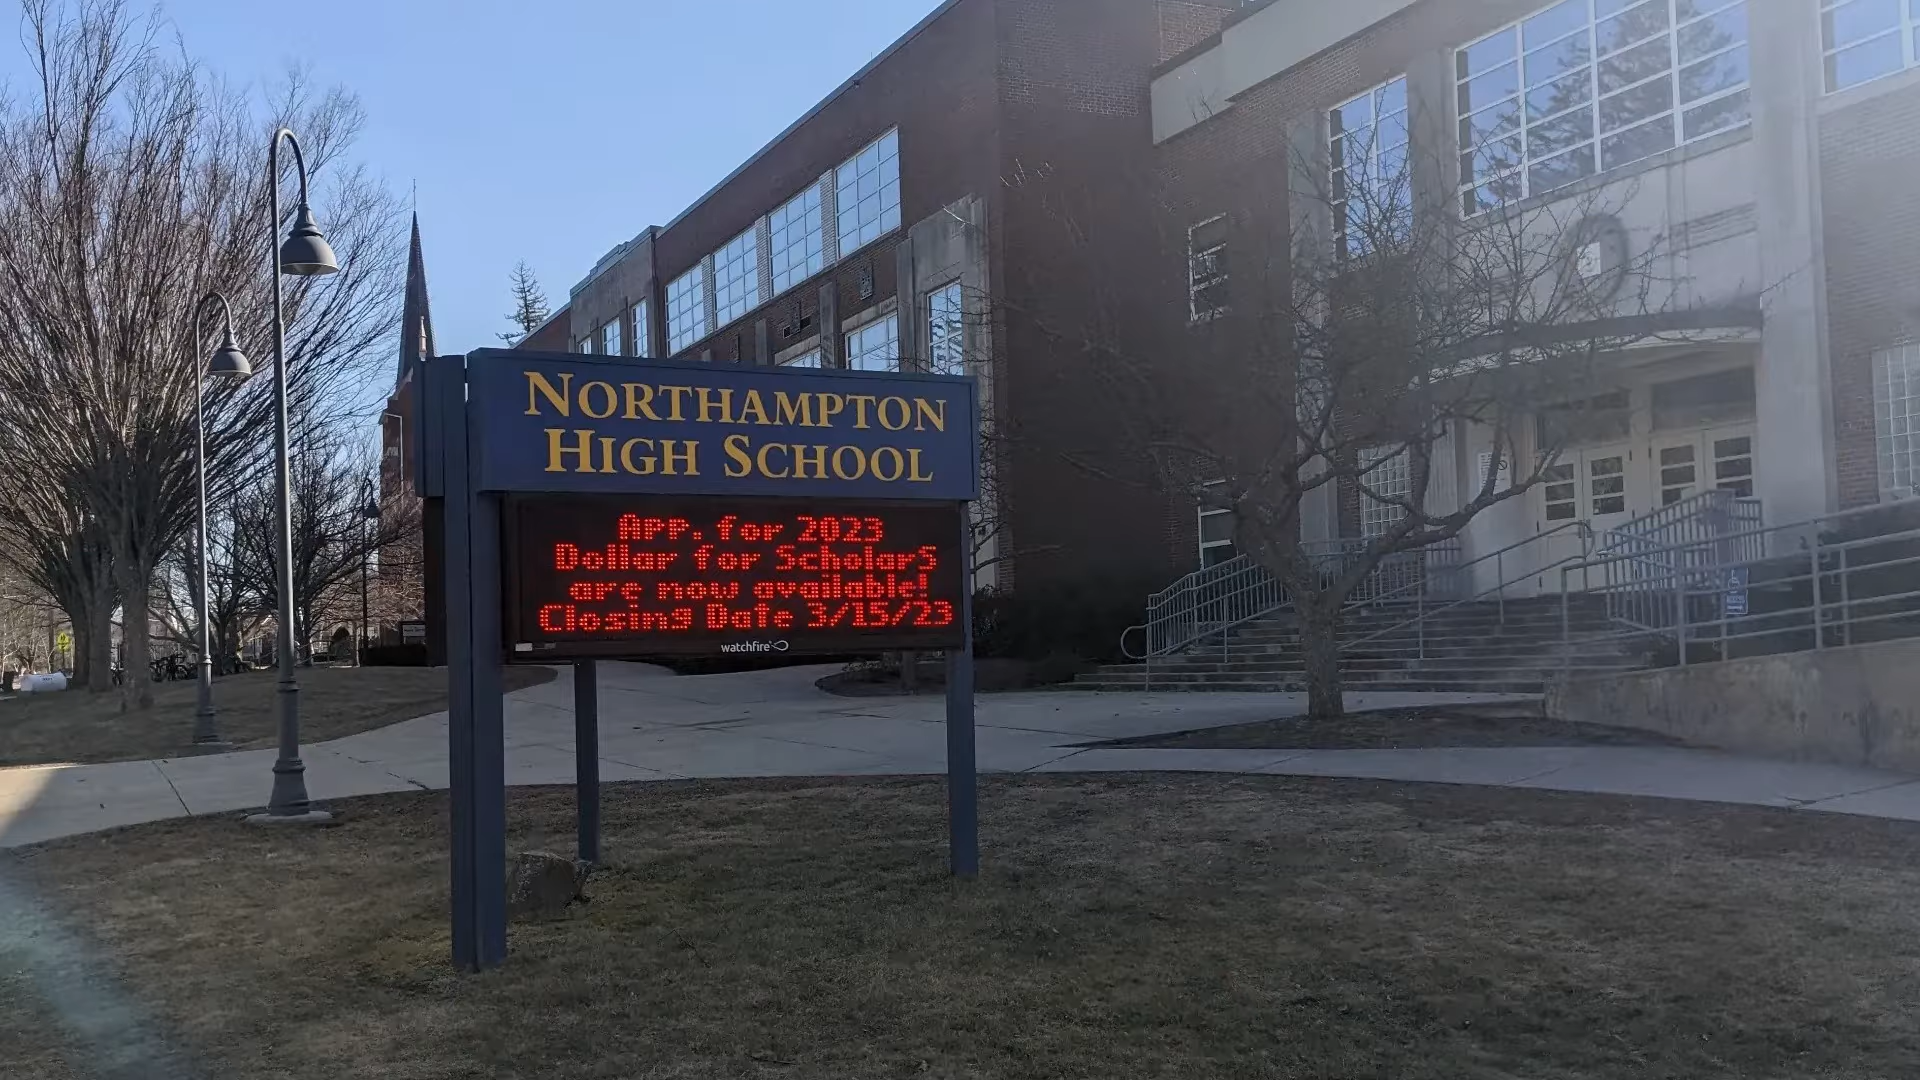 NORTHAMPTON
HIGH SCHOOL
App. for 2023
Dollar for ScholarS
are now available!
Closing Date 3/15/23
watchfire